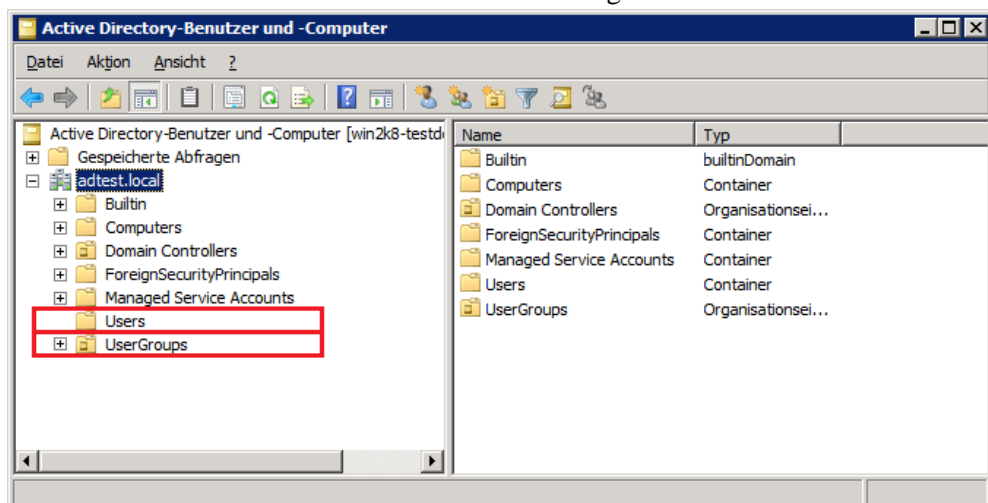 Active Directory-Benutzer und -Computer
Datei Aktion Ansicht ?
Active Directory-Benutzer und -Computer [win2k8-testd
Gespeicherte Abfragen
adtest.local
Builtin
Computers
Domain Controllers
ForeignSecurityPrincipals
Managed Service Accounts
Users
UserGroups
Name Typ
Builtin builtinDomain
Computers Container
Domain Controllers Organisationsei...
ForeignSecurityPrincipals Container
Managed Service Accounts Container
Users Container
UserGroups Organisationsei...